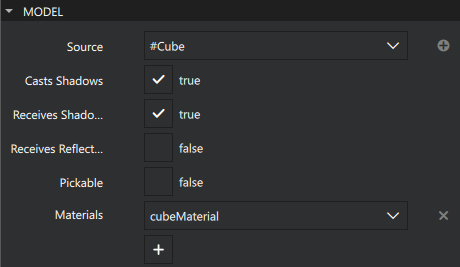 MODEL
Source #Cube
Casts Shadows true
Receives Shado... true
Receives Reflect... false
Pickable false
Materials cubeMaterial